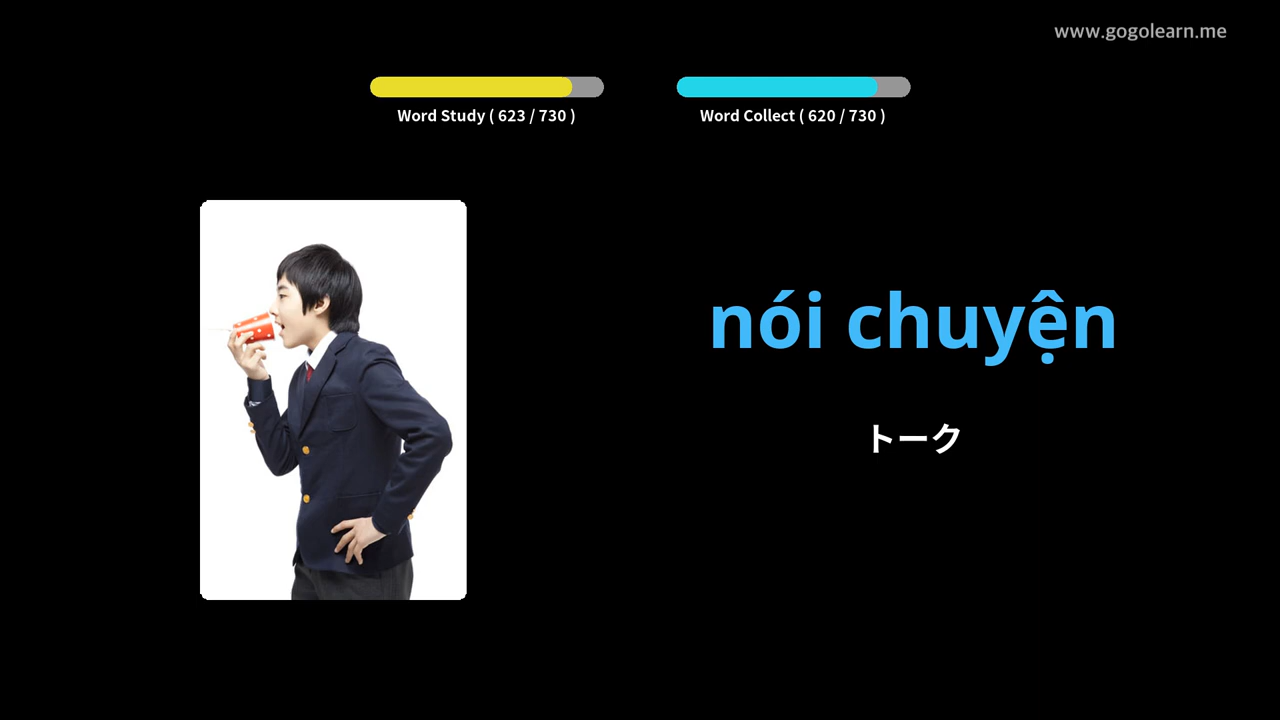 www.gogolearn.me
Word Study ( 623 / 730 )
Word Collect ( 620 / 730 )
nói chuyện
トーク